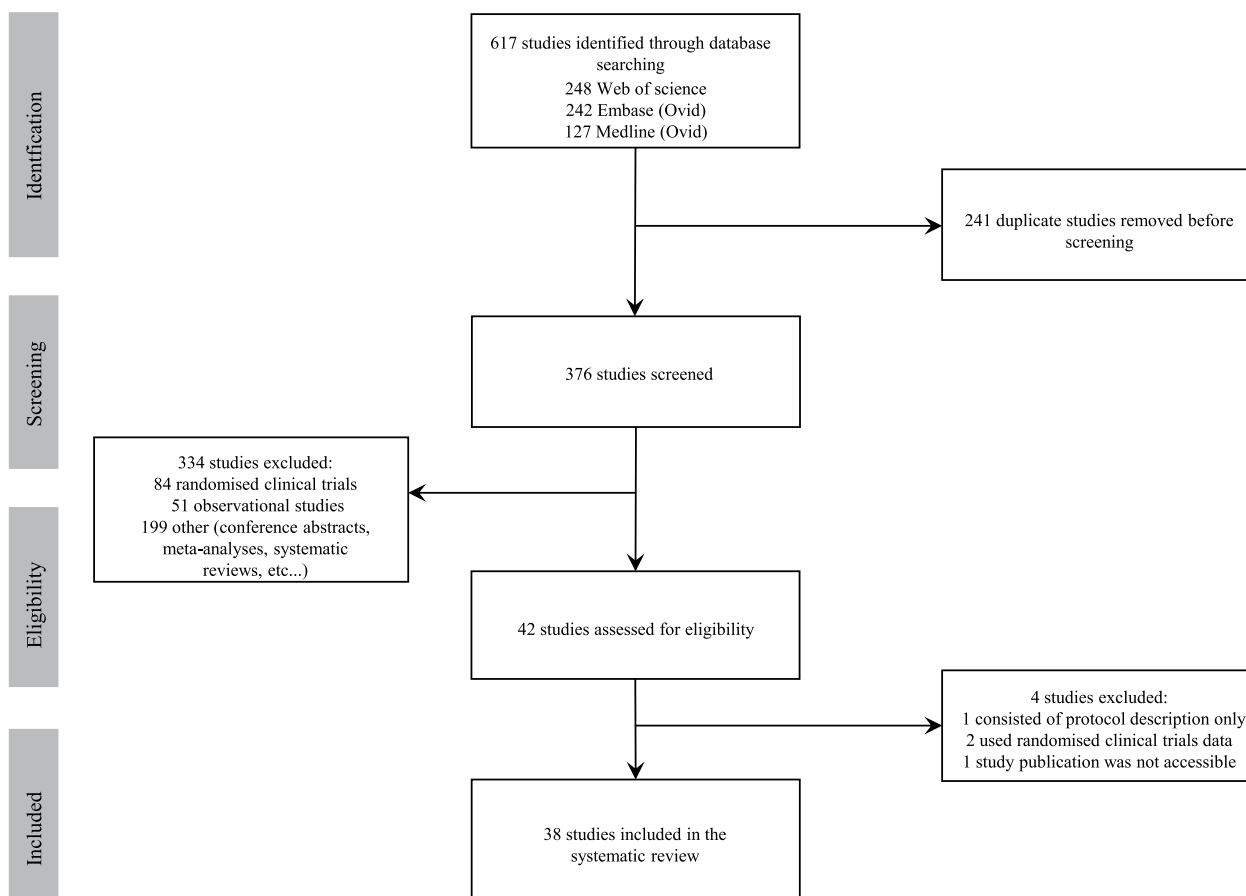 Identfication
617 studies identified through database
searching
248 Web of science
242 Embase (Ovid)
127 Medline (Ovid)
241 duplicate studies removed before
screening
Screening
376 studies screened
334 studies excluded:
84 randomised clinical trials
51 observational studies
199 other (conference abstracts,
meta-analyses, systematic
reviews, etc...)
Eligibility
42 studies assessed for eligibility
4 studies excluded:
1 consisted of protocol description only
2 used randomised clinical trials data
1 study publication was not accessible
Included
38 studies included in the
systematic review